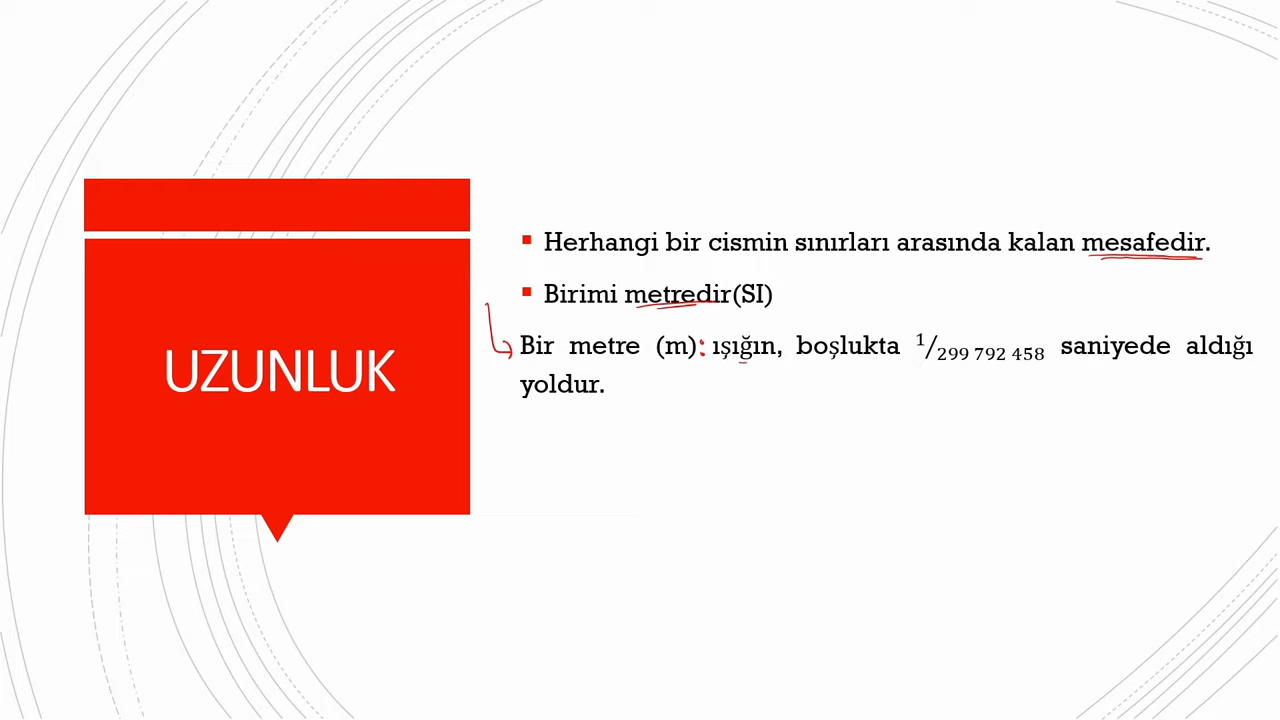 UZUNLUK
Herhangi bir cismin sınırları arasında kalan mesafedir.
Birimi metredir(SI)
Bir metre (m): ışığın, boşlukta 1/299 792 458 saniyede aldığı
yoldur.